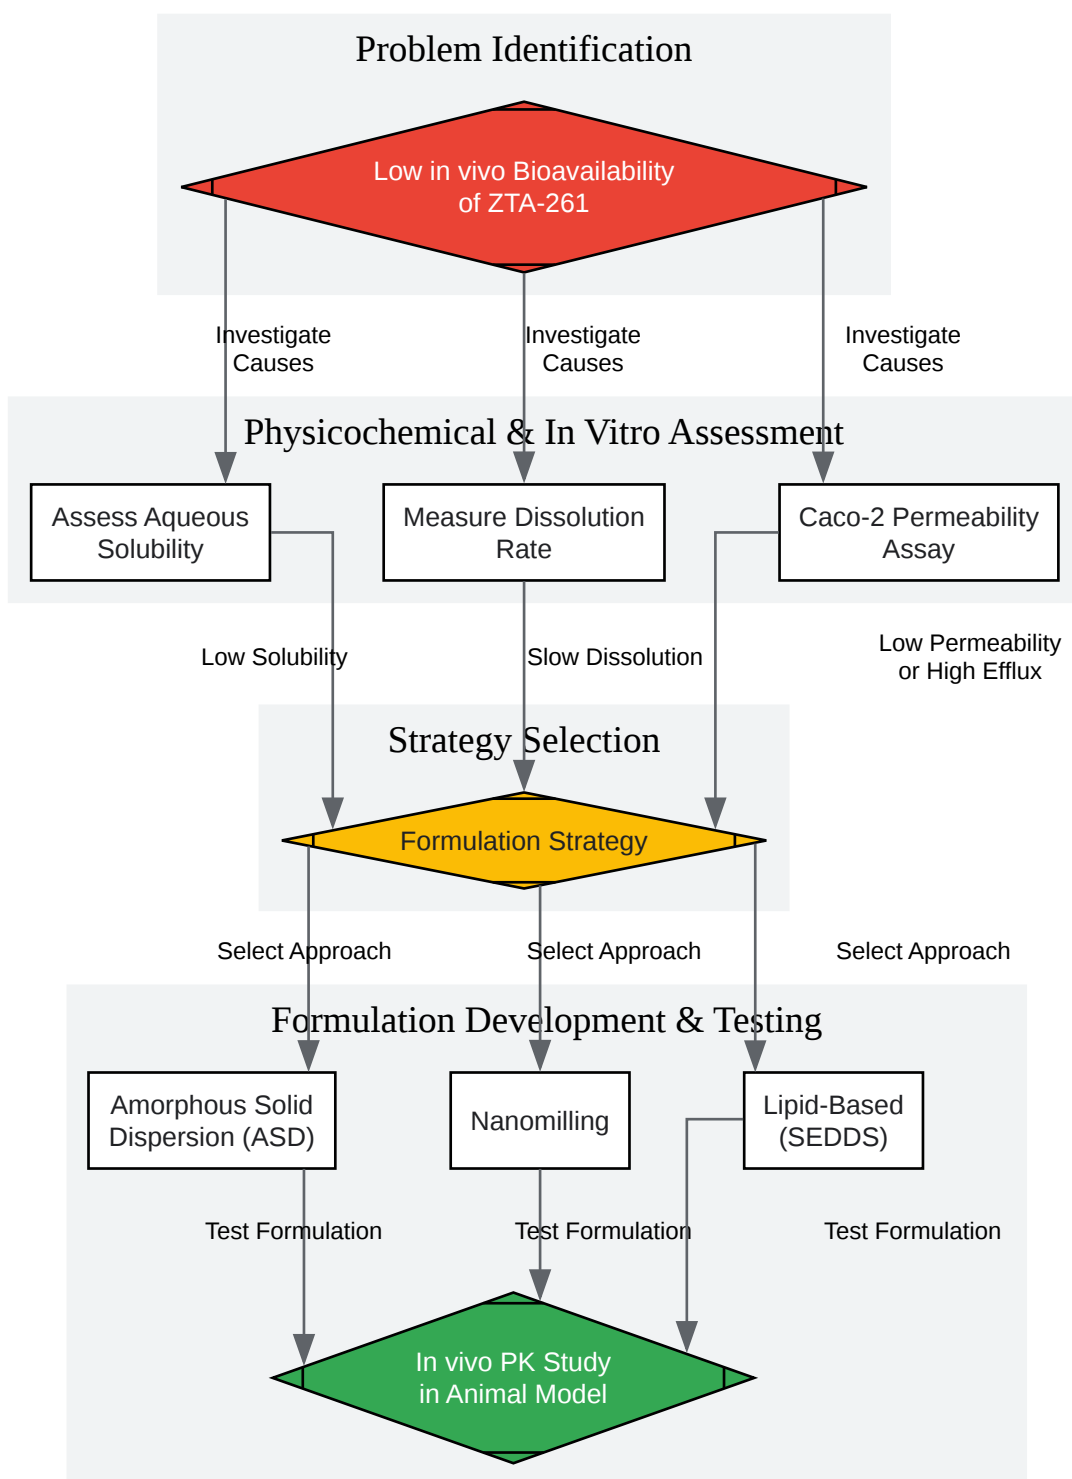 Problem Identification
Low in vivo Bioavailability
of ZTA-261
Investigate
Causes
Investigate
Causes
Investigate
Causes
Physicochemical & In Vitro Assessment
Assess Aqueous
Solubility
Measure Dissolution
Rate
Caco-2 Permeability
Assay
Low Solubility
Slow Dissolution
Low Permeability
or High Efflux
Strategy Selection
Formulation Strategy
Select Approach
Select Approach
Select Approach
Formulation Development & Testing
Amorphous Solid
Dispersion (ASD)
Nanomilling
Lipid-Based
(SEDDS)
Test Formulation
Test Formulation
Test Formulation
In vivo PK Study
in Animal Model